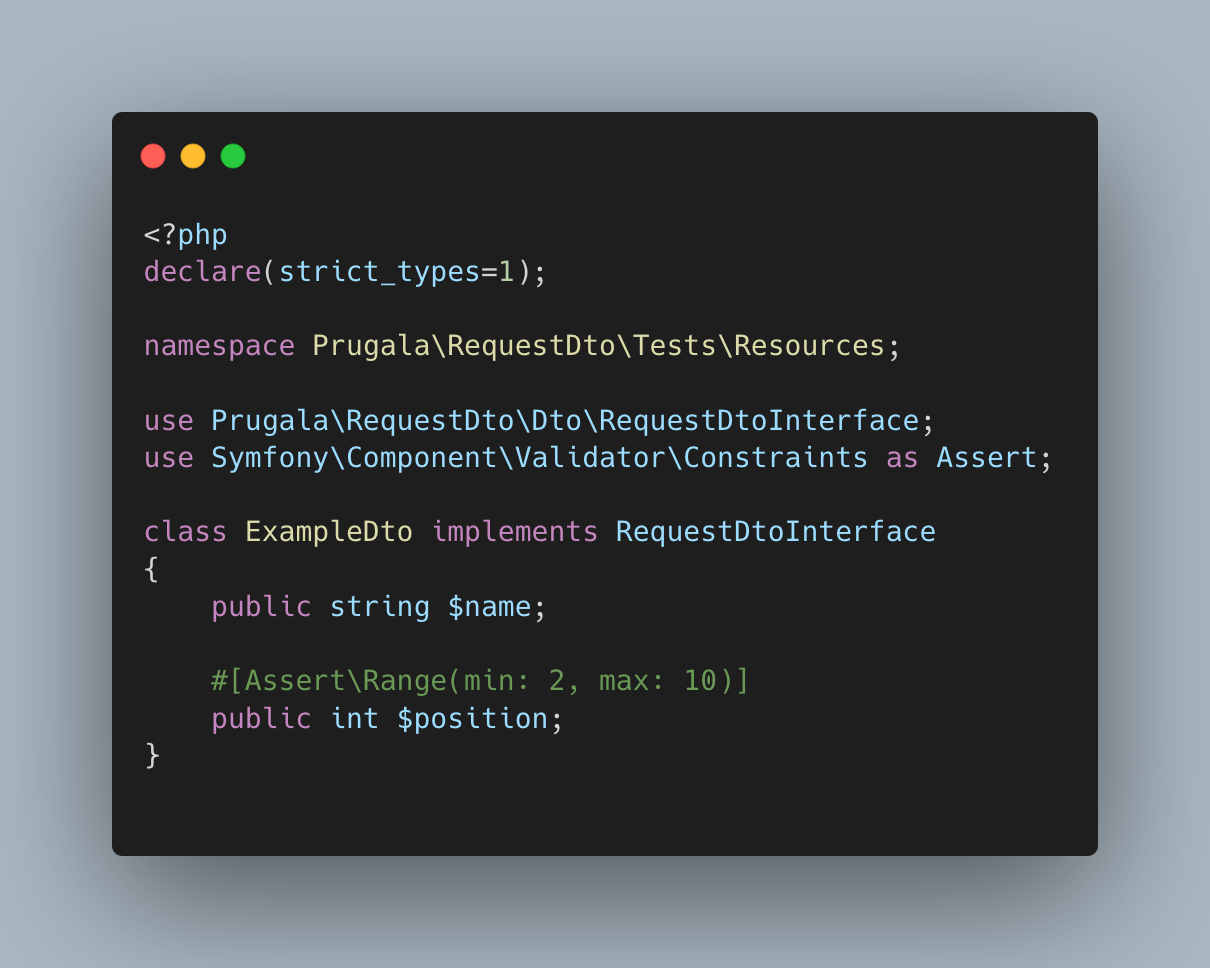 <?php
declare(strict_types=1);
namespace Prugala\RequestDto\Tests\Resources;
use Prugala\RequestDto\Dto\RequestDtoInterface;
use Symfony\Component\Validator\Constraints as Assert;
class ExampleDto implements RequestDtoInterface
{
    public string $name;
    #[Assert\Range(min: 2, max: 10)]
    public int $position;
}